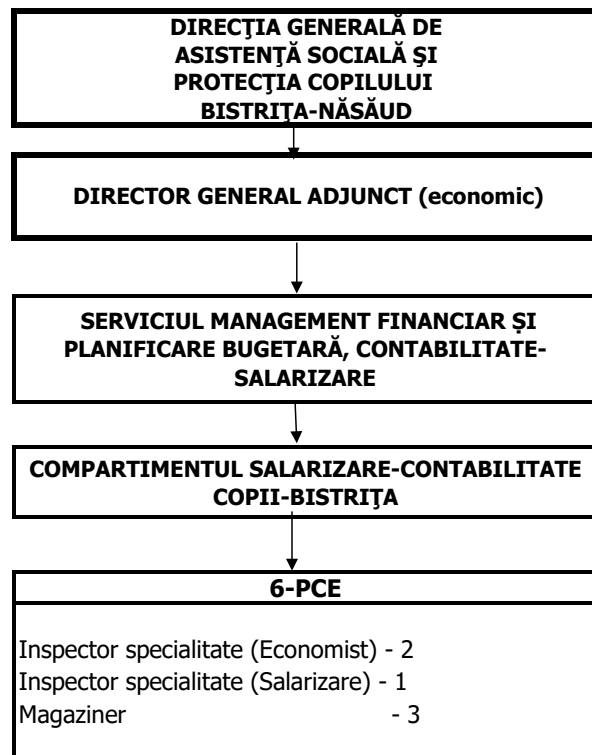 DIRECŢIA GENERALĂ DE
ASISTENŢĂ SOCIALĂ ŞI
PROTECŢIA COPILULUI
BISTRIŢA-NĂSĂUD
DIRECTOR GENERAL ADJUNCT (economic)
SERVICIUL MANAGEMENT FINANCIAR ȘI
PLANIFICARE BUGETARĂ, CONTABILITATE-
SALARIZARE
COMPARTIMENTUL SALARIZARE-CONTABILITATE
COPII-BISTRIŢA
6-PCE
Inspector specialitate (Economist) - 2
Inspector specialitate (Salarizare) - 1
Magaziner - 3